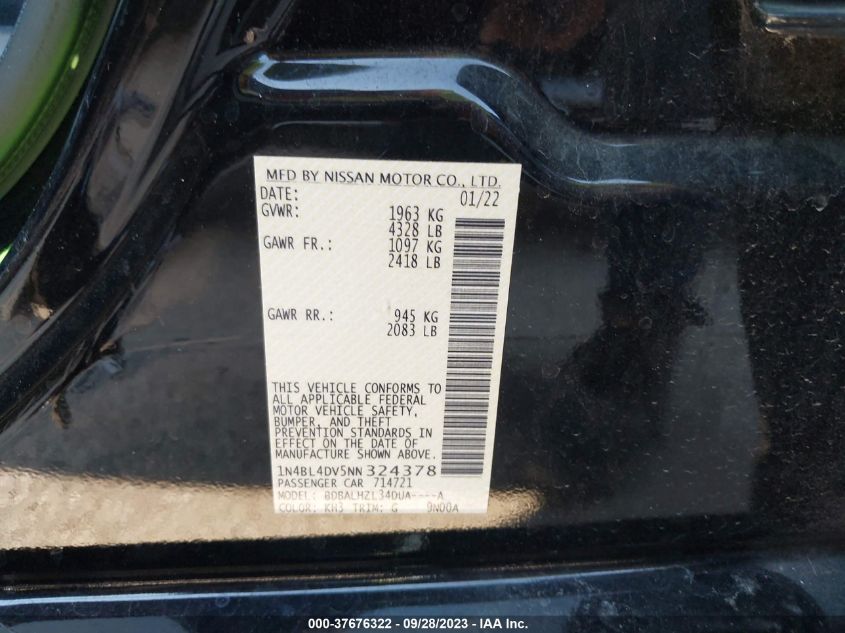 MFD BY NISSAN MOTOR CO., LTD.
DATE: 01/22
GVWR: 1963 KG
4328 LB
GAWR FR.: 1097 KG
2418 LB
GAWR RR.: 945 KG
2083 LB
THIS VEHICLE CONFORMS TO
ALL APPLICABLE FEDERAL
MOTOR VEHICLE SAFETY,
BUMPER, AND THEFT
PREVENTION STANDARDS IN
EFFECT ON THE DATE OF
MANUFACTURE SHOWN ABOVE.
1N4BL4DV5NN324378
PASSENGER CAR 714721
MODEL:
COLOR: KH3 TRIM: G
000-37676322 - 09/28/2023 - IAA Inc.